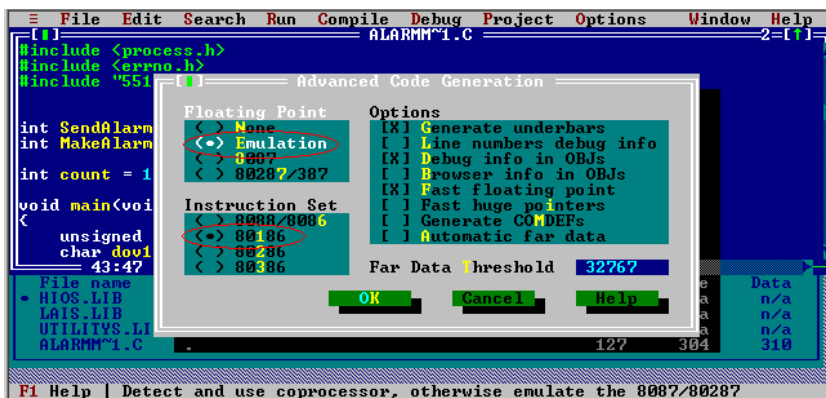 ≡ File Edit Search Run Compile Debug Project Options Window Help
[▮] ALARMM~1.C 2=[↑]
#include <process.h>
#include <errno.h>
#include "551
[▮] Advanced Code Generation
Floating Point Options
( ) None [X] Generate underbars
int SendAlarm (•) Emulation [ ] Line numbers debug info
int MakeAlarm ( ) 8087 [X] Debug info in OBJs
( ) 80287/387 [ ] Browser info in OBJs
int count = 1 [X] Fast floating point
void main(voi Instruction Set [ ] Fast huge pointers
{ ( ) 8088/8086 [ ] Generate COMDEFs
unsigned (•) 80186 [ ] Automatic far data
char dov1 ( ) 80286
43:47 ( ) 80386 Far Data Threshold 32767
File name e Data
• HIOS.LIB OK Cancel Help a n/a
LAIS.LIB a n/a
UTILITYS.LI a n/a
ALARMM~1.C . 127 304 310
F1 Help | Detect and use coprocessor, otherwise emulate the 8087/80287